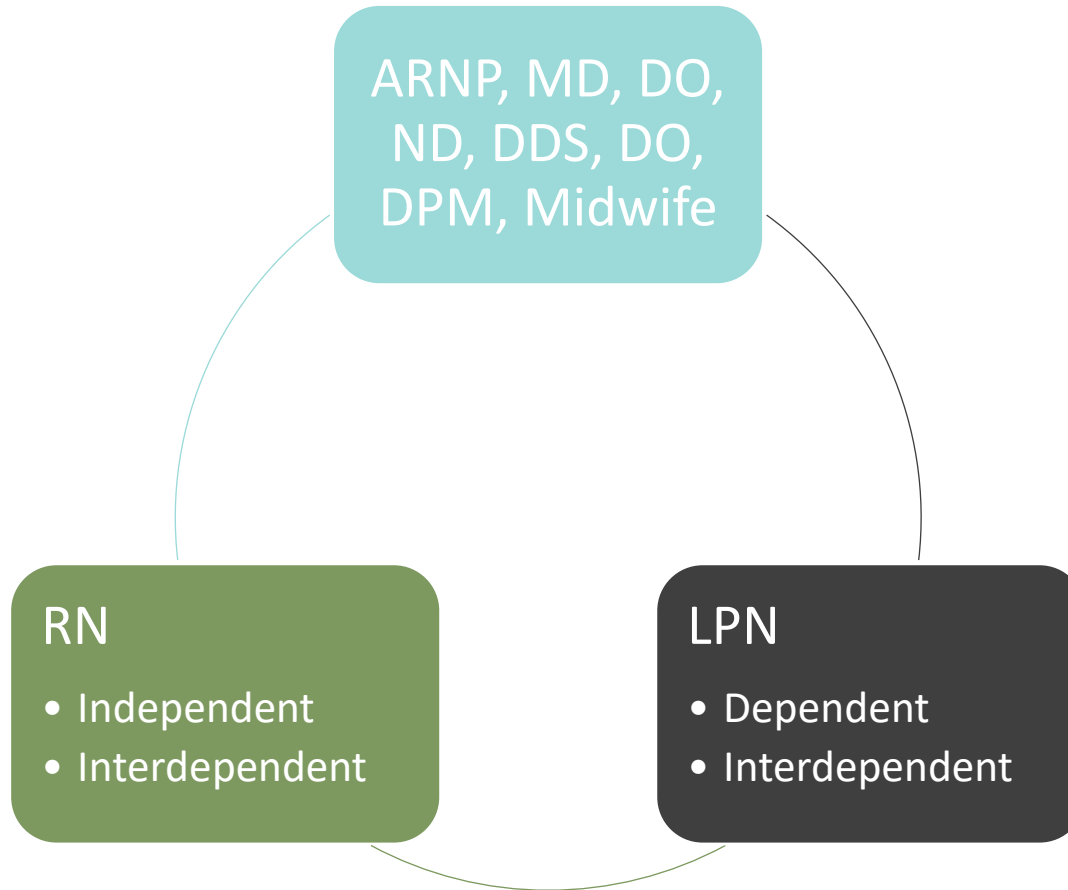 ARNP, MD, DO,
ND, DDS, DO,
DPM, Midwife
RN
• Independent
• Interdependent
LPN
• Dependent
• Interdependent